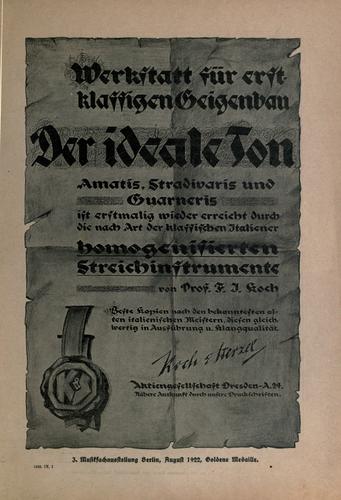 Werkstatt für erst-
klassigen Geigenbau
Der ideale Ton
Amatis, Stradivaris und
Guarneris
ist erstmalig wieder erreicht durch
die nach Art der klassischen Italiener
homogenisierten
Streichinstrumente
von Prof. F. J. Koch
Beste Kopien nach den bekanntesten al-
ten italienischen Meistern, diesen gleich-
wertig in Ausführung u. Klangqualität.
Koch & Sterzel
Aktiengesellschaft Dresden-A. 24.
Nähere Auskunft durch unsre Druckschriften.
KS
3. Musikfachausstellung Berlin, August 1922, Goldene Medaille.